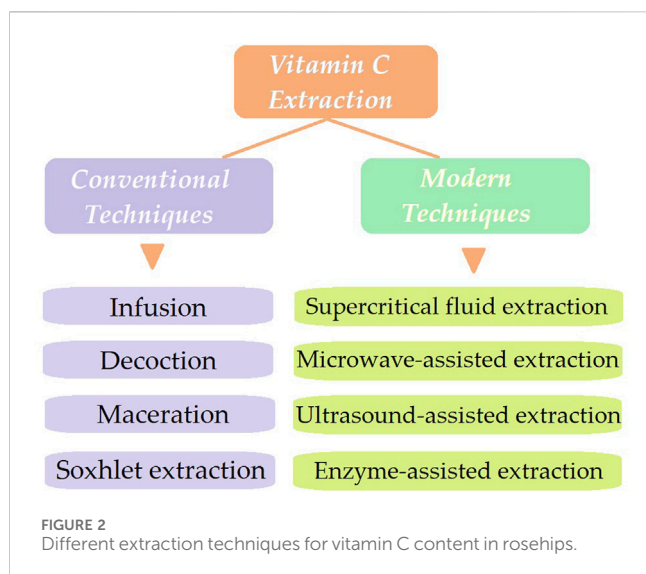 Vitamin C
Extraction
Conventional
Techniques
Modern
Techniques
Infusion
Decoction
Maceration
Soxhlet extraction
Supercritical fluid extraction
Microwave-assisted extraction
Ultrasound-assisted extraction
Enzyme-assisted extraction
FIGURE 2
Different extraction techniques for vitamin C content in rosehips.